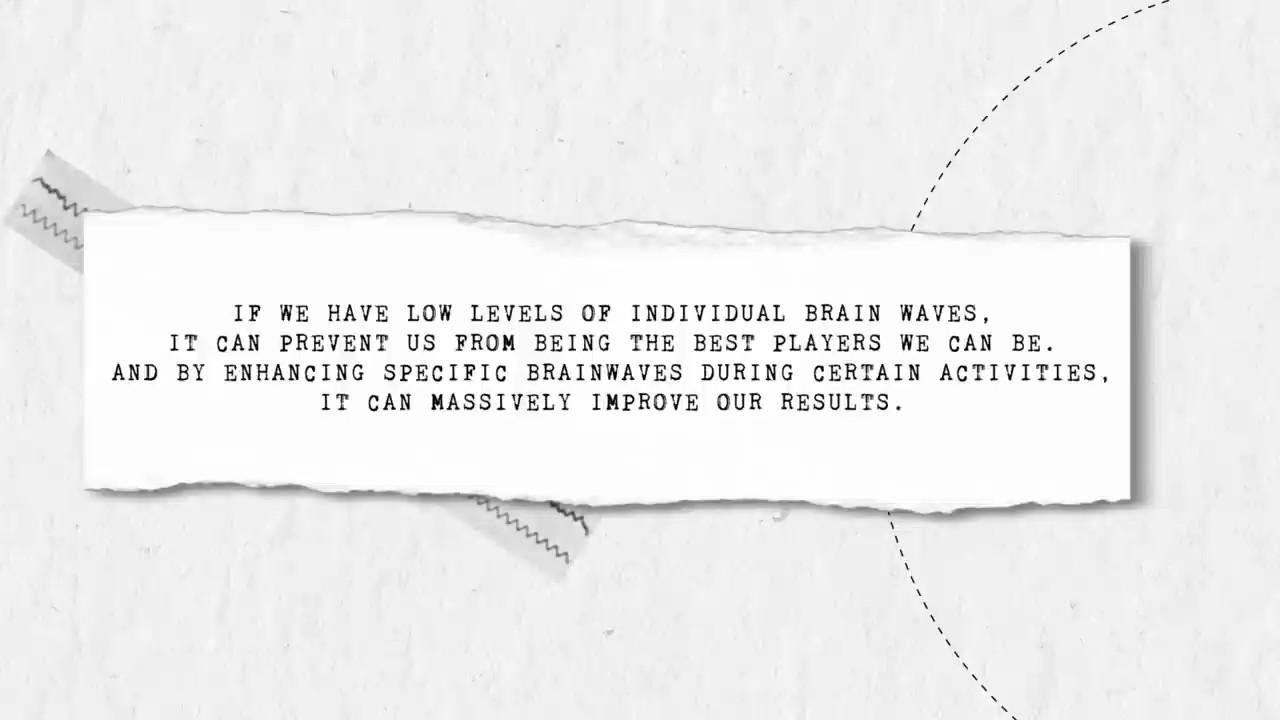 IF WE HAVE LOW LEVELS OF INDIVIDUAL BRAIN WAVES,
IT CAN PREVENT US FROM BEING THE BEST PLAYERS WE CAN BE.
AND BY ENHANCING SPECIFIC BRAINWAVES DURING CERTAIN ACTIVITIES,
IT CAN MASSIVELY IMPROVE OUR RESULTS.